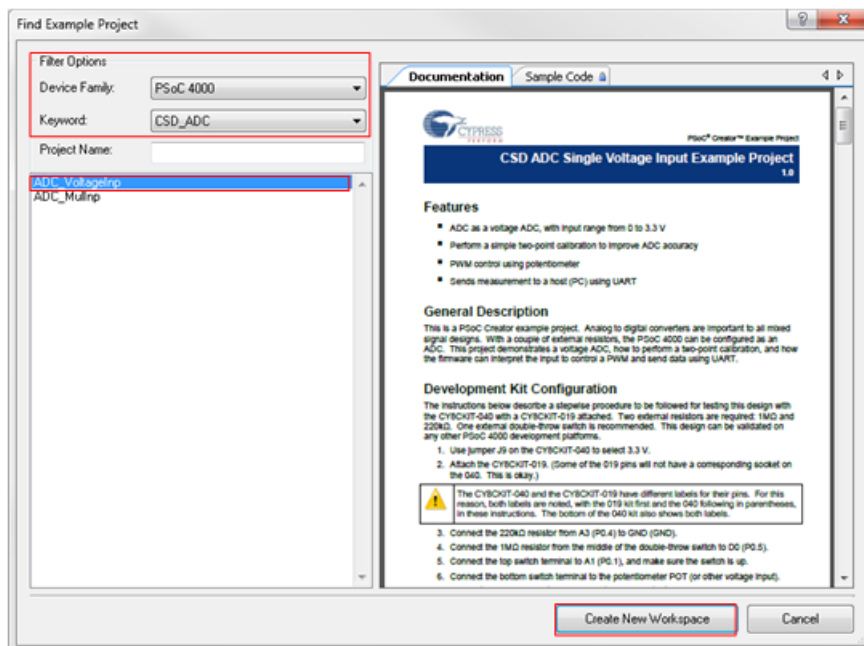 Find Example Project
Filter Options
Device Family:
PSoC 4000
Keyword:
CSD_ADC
Project Name:
ADC_VoltageInp
ADC_MulInp
Documentation
Sample Code
CYPRESS
PERFORM
PSoC® Creator™ Example Project
CSD ADC Single Voltage Input Example Project
1.0
Features
■ ADC as a voltage ADC, with input range from 0 to 3.3 V
■ Perform a simple two-point calibration to improve ADC accuracy
■ PWM control using potentiometer
■ Sends measurement to a host (PC) using UART
General Description
This is a PSoC Creator example project. Analog to digital converters are important to all mixed
signal designs. With a couple of external resistors, the PSoC 4000 can be configured as an
ADC. This project demonstrates a voltage ADC, how to perform a two-point calibration, and how
the firmware can interpret the input to control a PWM and send data using UART.
Development Kit Configuration
The instructions below describe a stepwise procedure to be followed for testing this design with
the CY8CKIT-040 with a CY8CKIT-019 attached. Two external resistors are required: 1MΩ and
220kΩ. One external double-throw switch is recommended. This design can be validated on
any other PSoC 4000 development platforms.
1. Use jumper J9 on the CY8CKIT-040 to select 3.3 V.
2. Attach the CY8CKIT-019. (Some of the 019 pins will not have a corresponding socket on
the 040. This is okay.)
The CY8CKIT-040 and the CY8CKIT-019 have different labels for their pins. For this
reason, both labels are noted, with the 019 kit first and the 040 following in parentheses,
in these instructions. The bottom of the 040 kit also shows both labels.
3. Connect the 220kΩ resistor from A3 (P0.4) to GND (GND).
4. Connect the 1MΩ resistor from the middle of the double-throw switch to D0 (P0.5).
5. Connect the top switch terminal to A1 (P0.1), and make sure the switch is up.
6. Connect the bottom switch terminal to the potentiometer POT (or other voltage input).
Create New Workspace
Cancel